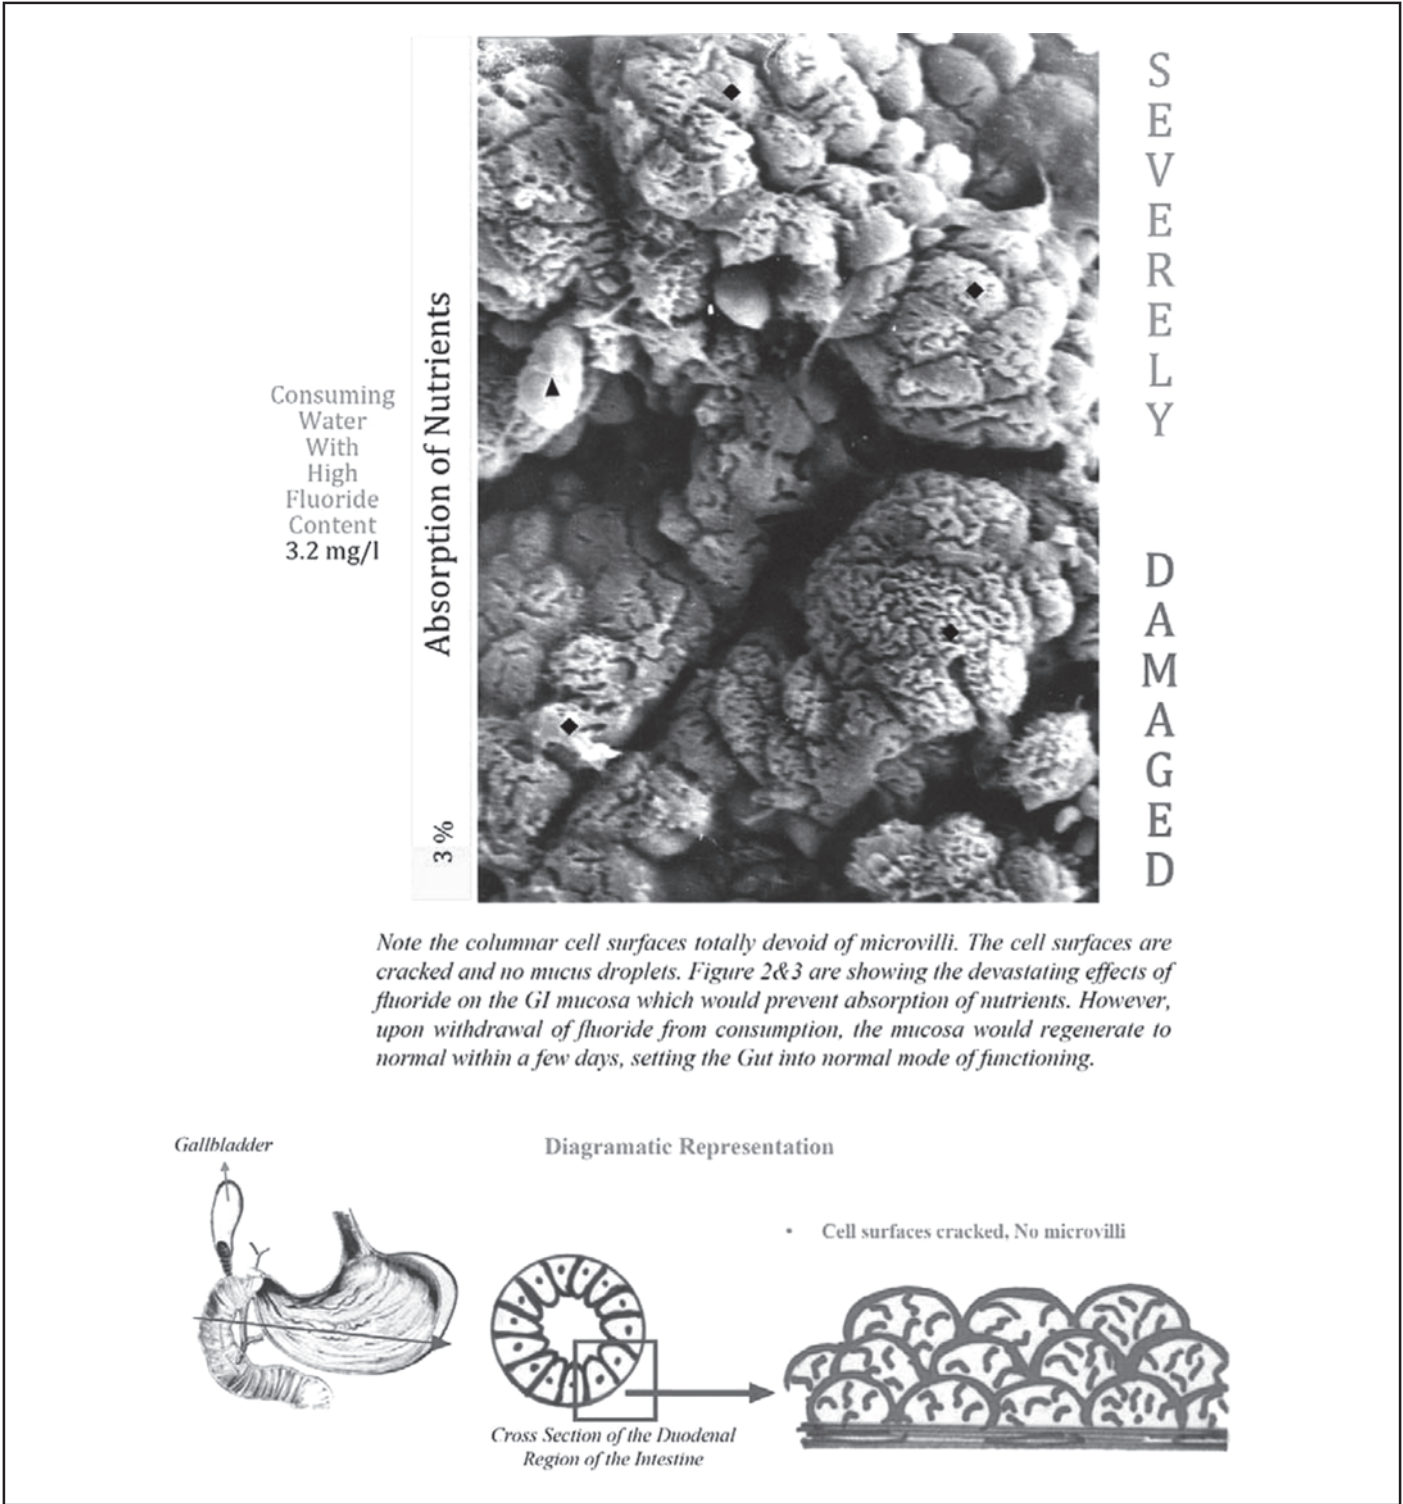 SEVERELY DAMAGED
Consuming
Water
With
High
Fluoride
Content
3.2 mg/l
Absorption of Nutrients
3 %
Note the columnar cell surfaces totally devoid of microvilli. The cell surfaces are
cracked and no mucus droplets. Figure 2&3 are showing the devastating effects of
fluoride on the GI mucosa which would prevent absorption of nutrients. However,
upon withdrawal of fluoride from consumption, the mucosa would regenerate to
normal within a few days, setting the Gut into normal mode of functioning.
Gallbladder
Diagramatic Representation
• Cell surfaces cracked, No microvilli
Cross Section of the Duodenal
Region of the Intestine